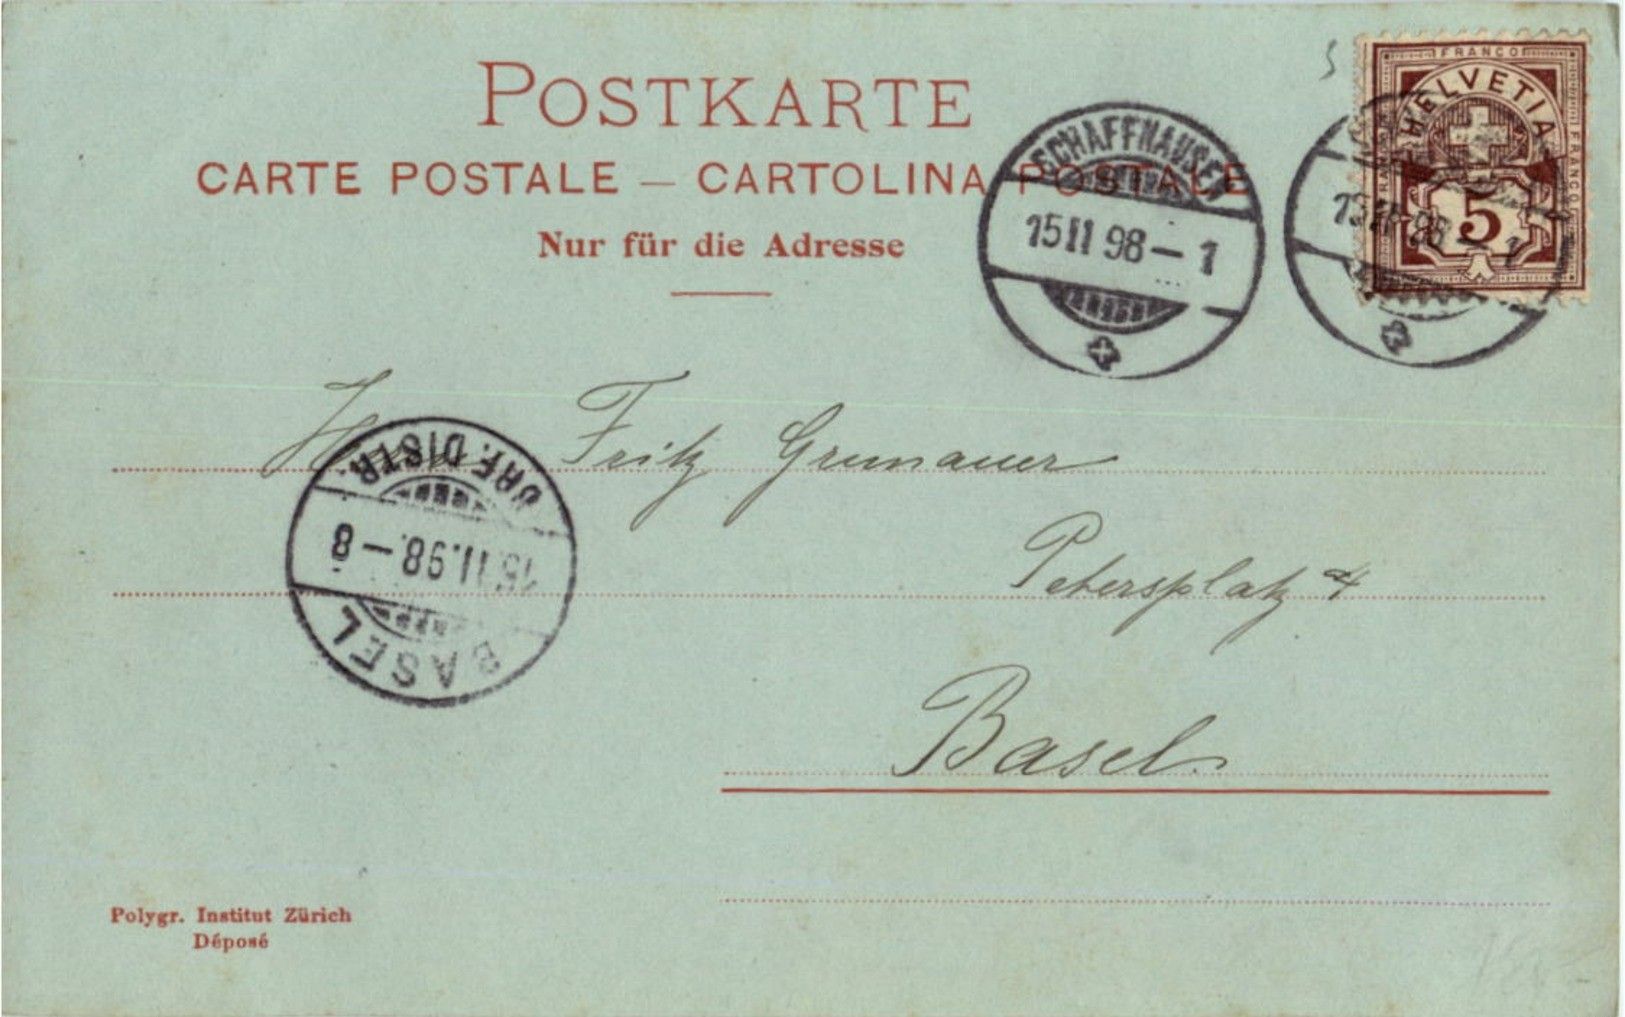 POSTKARTE
CARTE POSTALE — CARTOLINA POSTALE
Nur für die Adresse
SCHAFFHAUSEN
15 II 98 – 1
FRANCO
HELVETIA
FRANCO
5
Fritz Grunauer
Petersplatz 4
Basel.
BRF. DISTR.
15. II. 98. – 8
BASEL
Polygr. Institut Zürich
Déposé